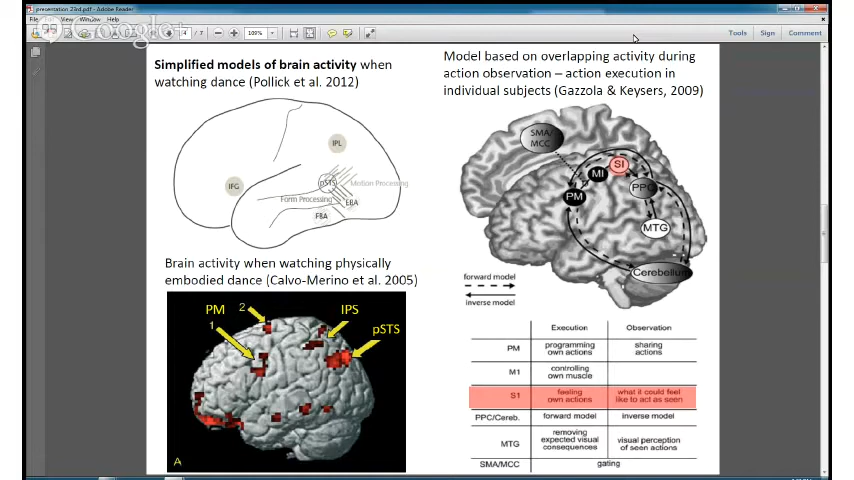 presentation 23rd.pdf - Adobe Reader
File
View
Window
Help
Google+
4 / 7
109%
Tools
Sign
Comment
Simplified models of brain activity when
watching dance (Pollick et al. 2012)
IPL
IFG
pSTS
Motion Processing
Form Processing
EBA
FBA
Brain activity when watching physically
embodied dance (Calvo-Merino et al. 2005)
PM
2
IPS
1
pSTS
A
Model based on overlapping activity during
action observation – action execution in
individual subjects (Gazzola & Keysers, 2009)
SMA/
MCC
SI
MI
PPC
PM
MTG
Cerebellum
forward model
inverse model
Execution Observation
PM programming own actions sharing actions
M1 controlling own muscle
S1 feeling own actions what it could feel like to act as seen
PPC/Cereb. forward model inverse model
MTG removing expected visual consequences visual perception of seen actions
SMA/MCC gating